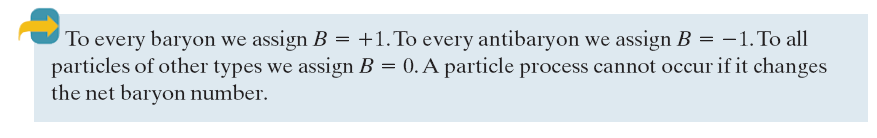 To every baryon we assign B = +1. To every antibaryon we assign B = −1. To all
particles of other types we assign B = 0. A particle process cannot occur if it changes
the net baryon number.